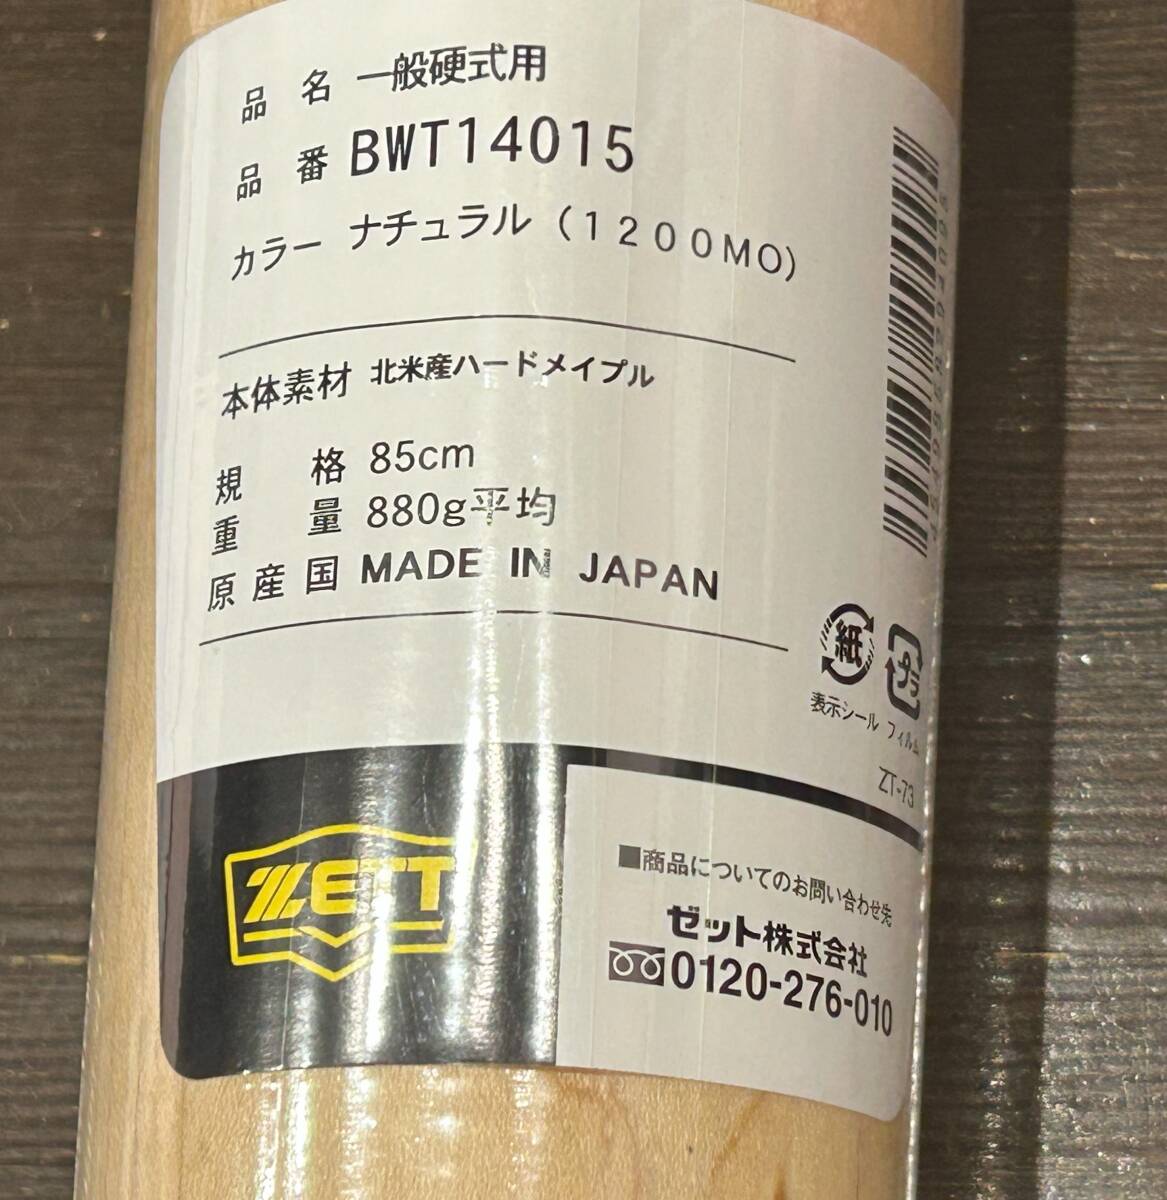 品名 一般硬式用
品番 BWT14015
カラー ナチュラル（1200MO）
本体素材 北米産ハードメイプル
規格 85cm
重量 880g平均
原産国 MADE IN JAPAN
紙 プラ
表示シール フィルム
ZT-73
ZETT
■商品についてのお問い合わせ先
ゼット株式会社
0120-276-010